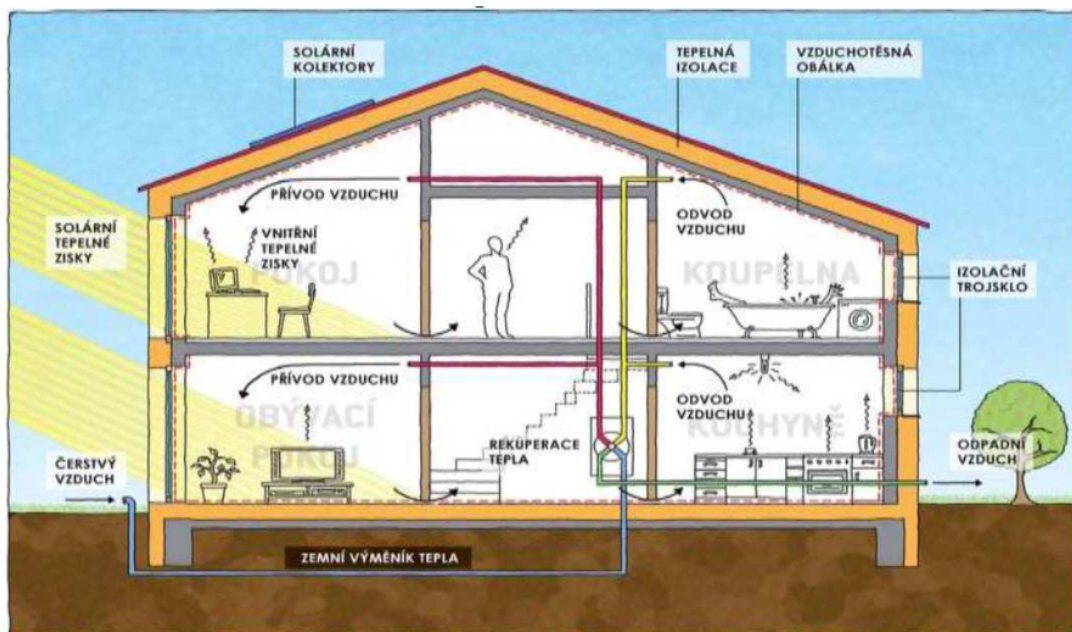 SOLÁRNÍ
KOLEKTORY
TEPELNÁ
IZOLACE
VZDUCHOTĚSNÁ
OBÁLKA
PŘÍVOD VZDUCHU
ODVOD
VZDUCHU
SOLÁRNÍ
TEPELNÉ
ZISKY
VNITŘNÍ
TEPELNÉ
ZISKY
POKOJ
KOUPELNA
IZOLAČNÍ
TROJSKLO
PŘÍVOD VZDUCHU
ODVOD
VZDUCHU
OBÝVACÍ
POKOJ
KUCHYNĚ
REKUPERACE
TEPLA
ČERSTVÝ
VZDUCH
ODPADNÍ
VZDUCH
ZEMNÍ VÝMĚNÍK TEPLA